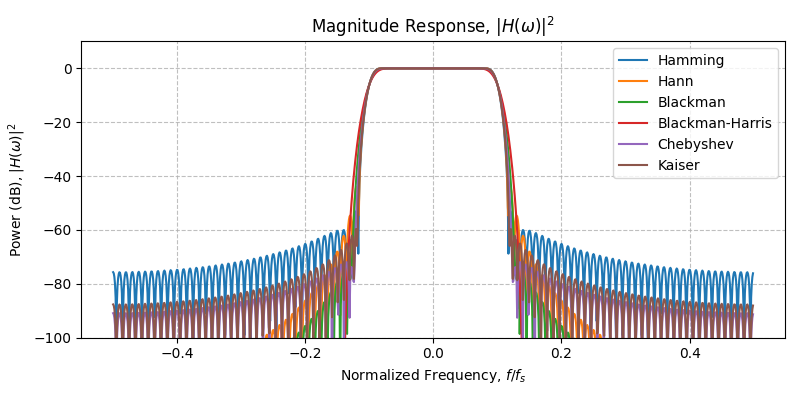 Magnitude Response, |H(ω)|²
Power (dB), |H(ω)|²
0
−20
−40
−60
−80
−100
Hamming
Hann
Blackman
Blackman-Harris
Chebyshev
Kaiser
−0.4
−0.2
0.0
0.2
0.4
Normalized Frequency, f/fₛ